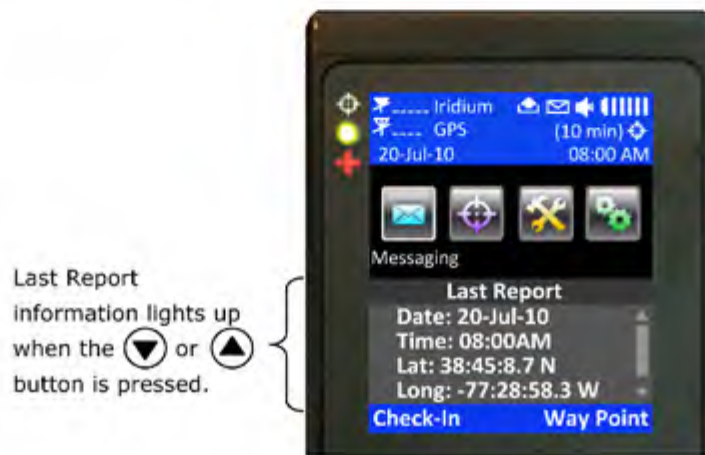 Iridium
GPS (10 min)
20-Jul-10 08:00 AM
Messaging
Last Report
Date: 20-Jul-10
Time: 08:00AM
Lat: 38:45:8.7 N
Long: -77:28:58.3 W
Check-In Way Point
Last Report
information lights up
when the or
button is pressed.